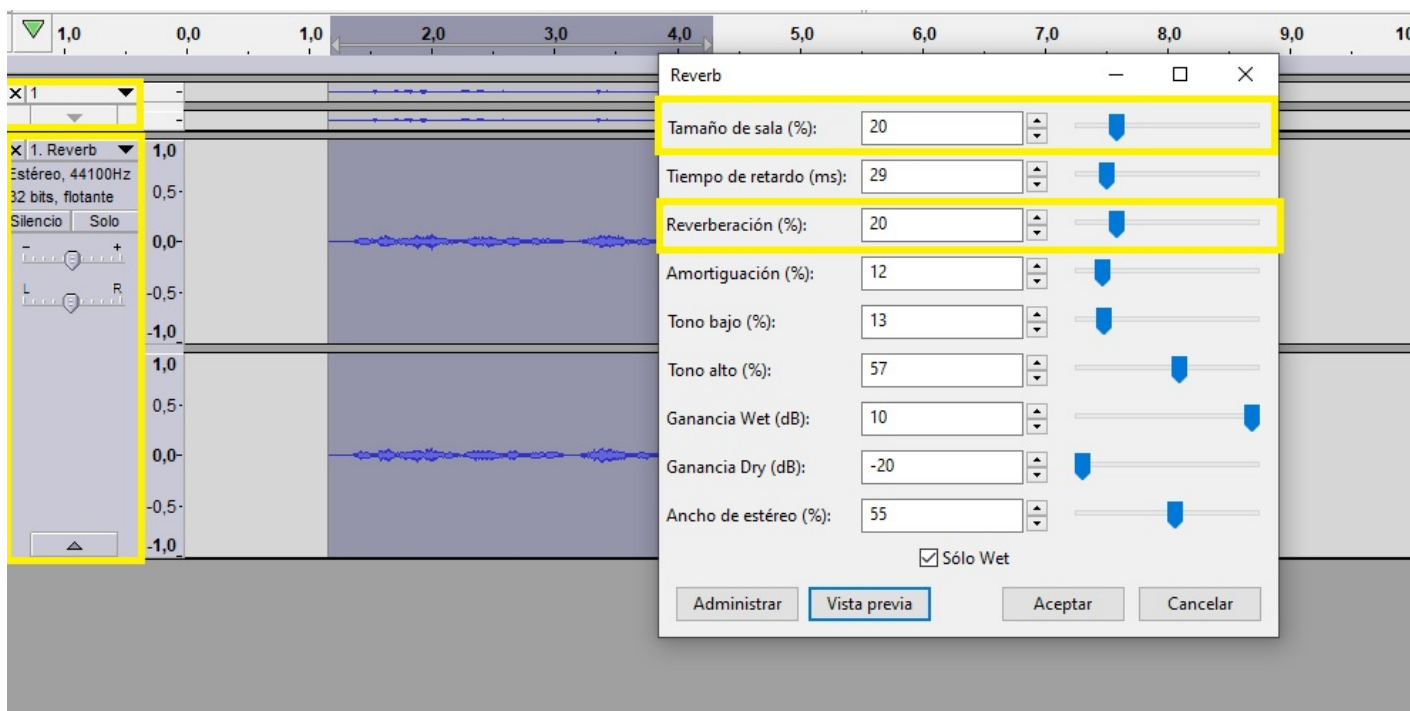 1,0 0,0 1,0 2,0 3,0 4,0 5,0 6,0 7,0 8,0 9,0 10
Reverb
X 1
Tamaño de sala (%): 20
X 1. Reverb
Estéreo, 44100Hz
32 bits, flotante
Silencio Solo
- +
L R
1,0
0,5-
0,0-
-0,5-
-1,0
1,0
0,5-
0,0-
-0,5-
-1,0
Tiempo de retardo (ms): 29
Reverberación (%): 20
Amortiguación (%): 12
Tono bajo (%): 13
Tono alto (%): 57
Ganancia Wet (dB): 10
Ganancia Dry (dB): -20
Ancho de estéreo (%): 55
Sólo Wet
Administrar Vista previa Aceptar Cancelar